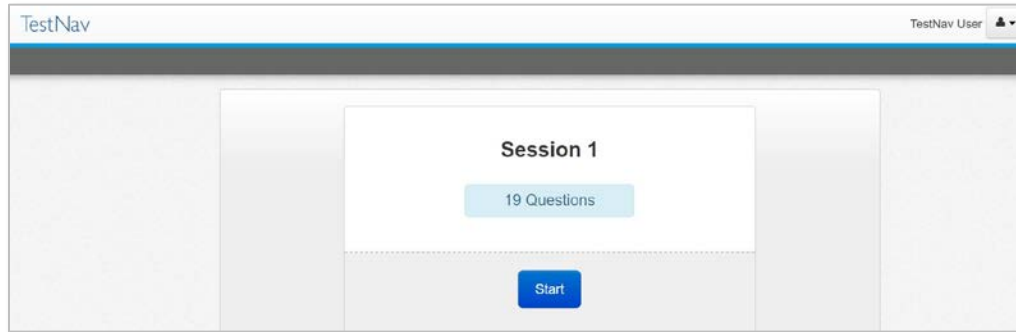 TestNav
TestNav User
Session 1
19 Questions
Start